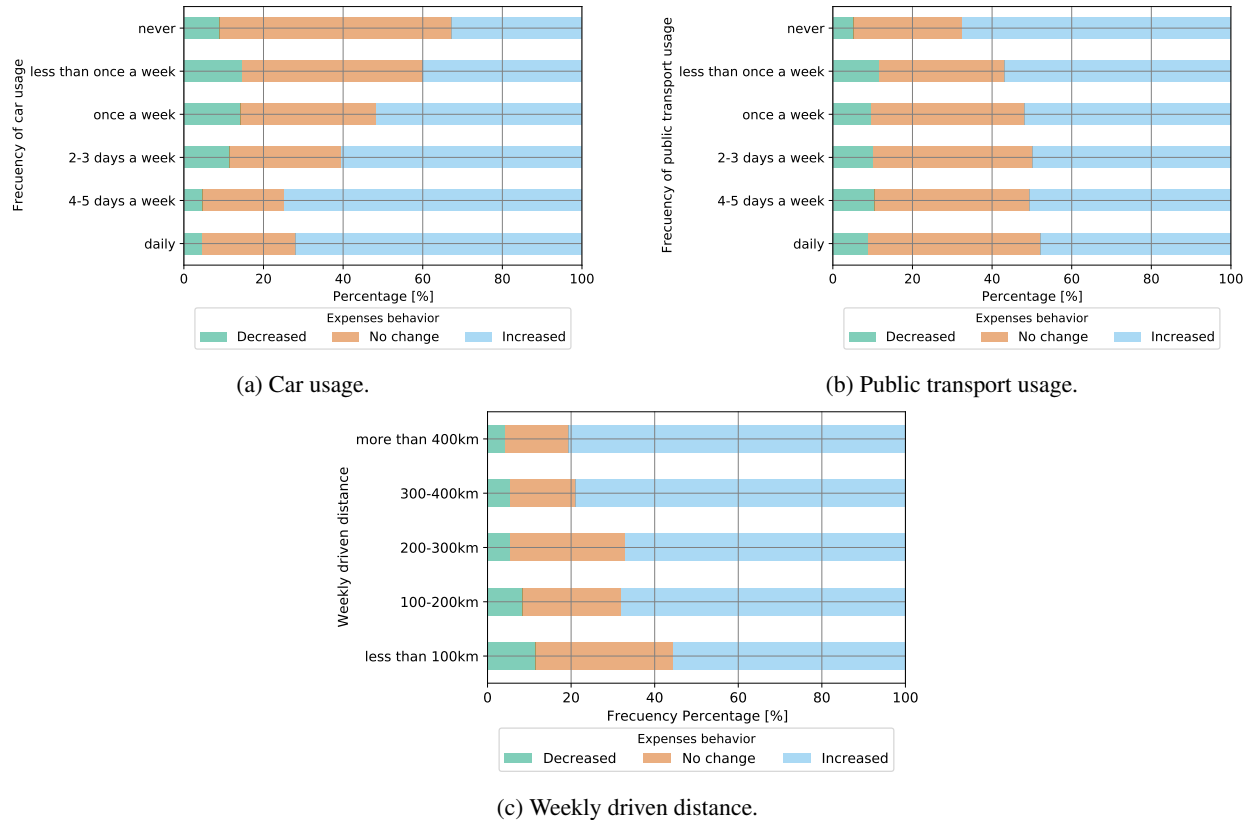 Frecuency of car usage
never
less than once a week
once a week
2-3 days a week
4-5 days a week
daily
0 20 40 60 80 100
Percentage [%]
Expenses behavior
Decreased No change Increased
(a) Car usage.
Frecuency of public transport usage
never
less than once a week
once a week
2-3 days a week
4-5 days a week
daily
0 20 40 60 80 100
Percentage [%]
Expenses behavior
Decreased No change Increased
(b) Public transport usage.
Weekly driven distance
more than 400km
300-400km
200-300km
100-200km
less than 100km
0 20 40 60 80 100
Frecuency Percentage [%]
Expenses behavior
Decreased No change Increased
(c) Weekly driven distance.